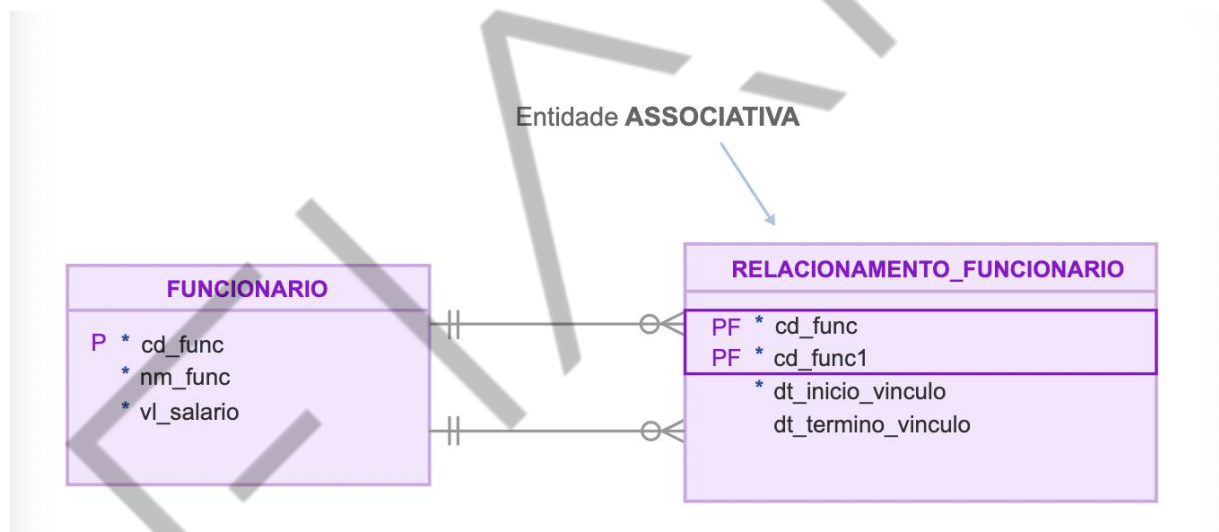 Entidade ASSOCIATIVA
FUNCIONARIO
P * cd_func
* nm_func
* vl_salario
RELACIONAMENTO_FUNCIONARIO
PF * cd_func
PF * cd_func1
* dt_inicio_vinculo
dt_termino_vinculo